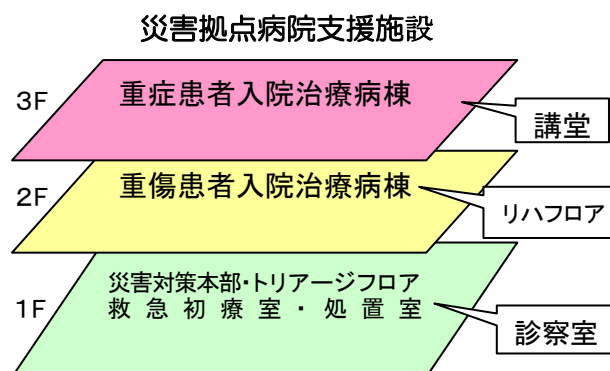 災害拠点病院支援施設
3F
重症患者入院治療病棟
講堂
2F
重傷患者入院治療病棟
リハフロア
1F
災害対策本部・トリアージフロア
救急初療室・処置室
診察室